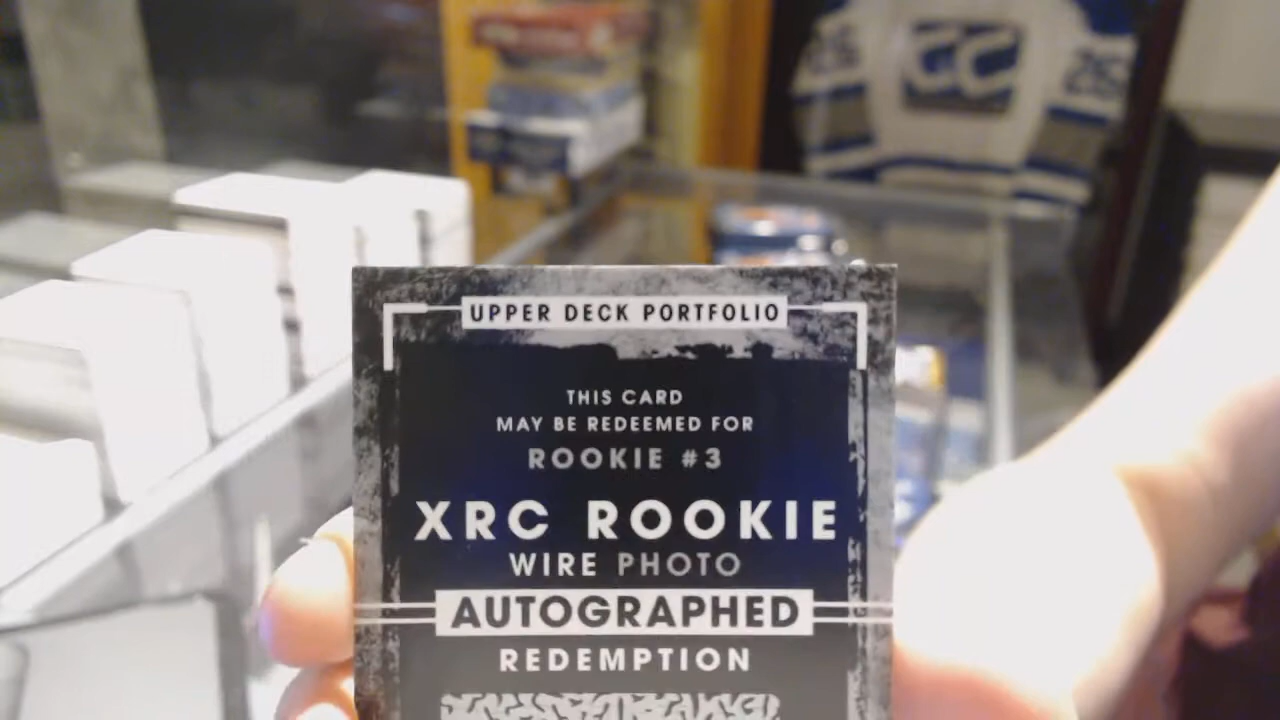 UPPER DECK PORTFOLIO
THIS CARD
MAY BE REDEEMED FOR
ROOKIE #3
XRC ROOKIE
WIRE PHOTO
AUTOGRAPHED
REDEMPTION